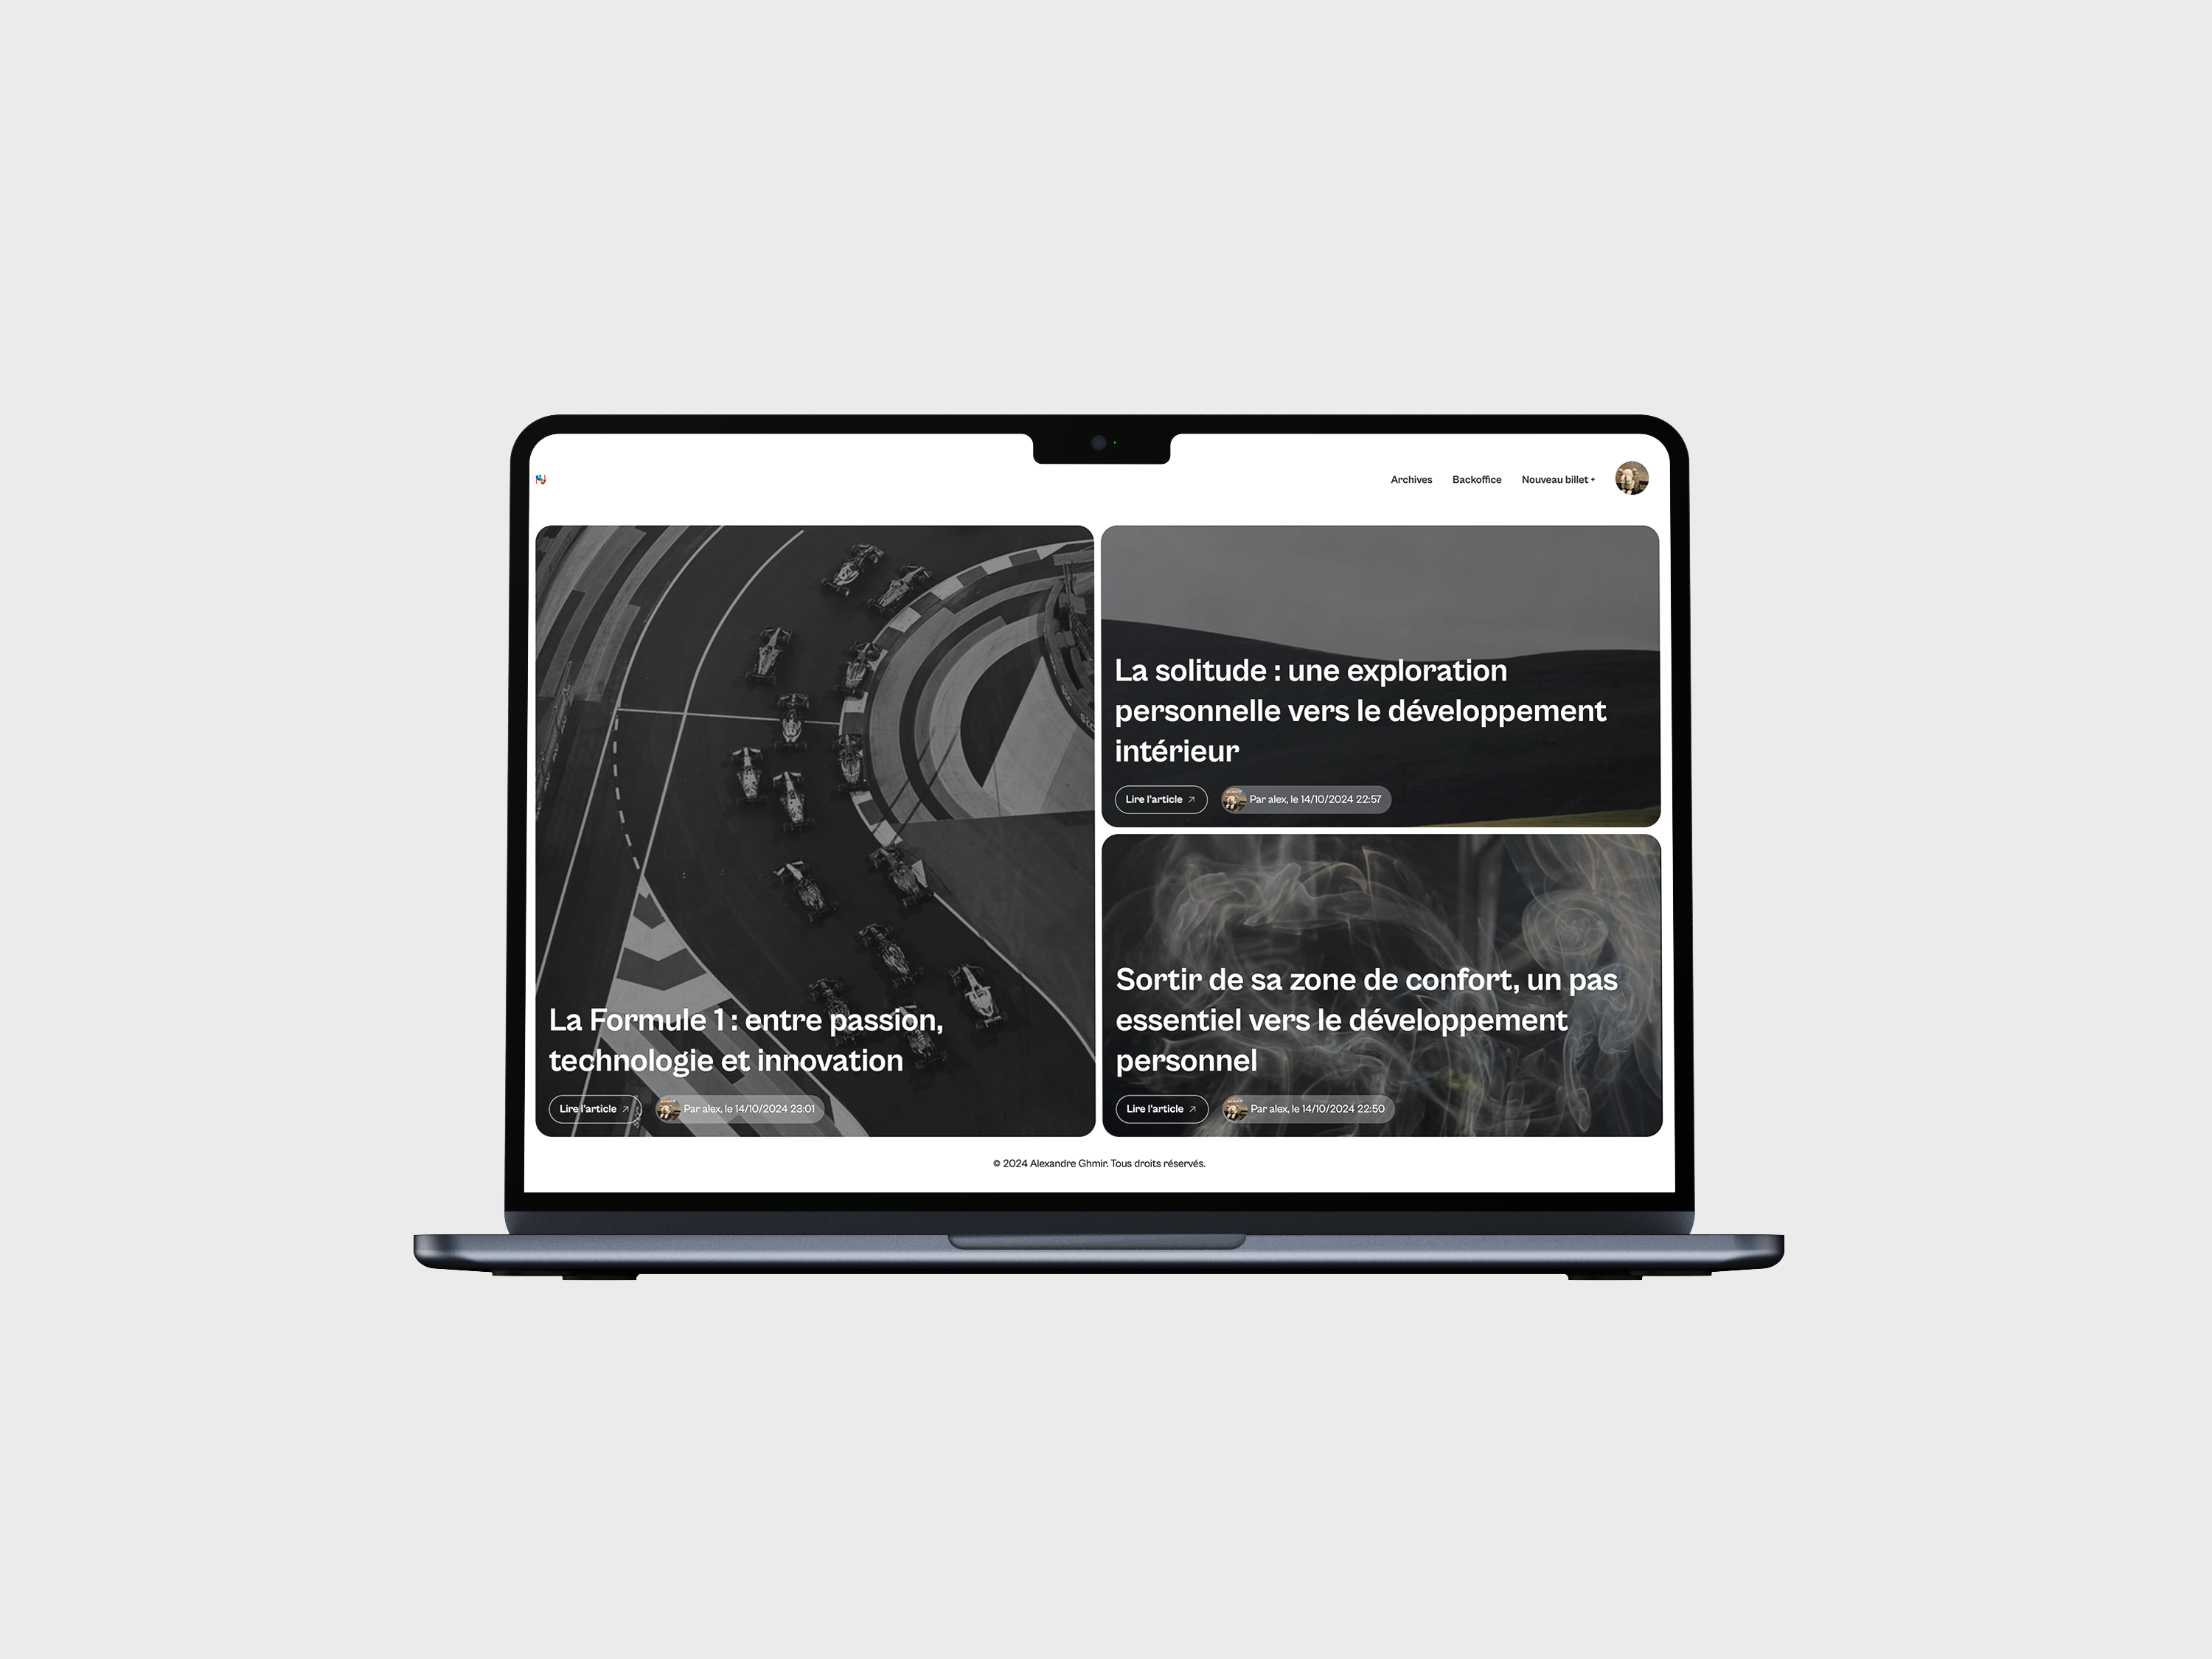 Archives Backoffice Nouveau billet +
La Formule 1 : entre passion,
technologie et innovation
Lire l'article ↗ Par alex, le 14/10/2024 23:01
La solitude : une exploration
personnelle vers le développement
intérieur
Lire l'article ↗ Par alex, le 14/10/2024 22:57
Sortir de sa zone de confort, un pas
essentiel vers le développement
personnel
Lire l'article ↗ Par alex, le 14/10/2024 22:50
© 2024 Alexandre Ghmir. Tous droits réservés.